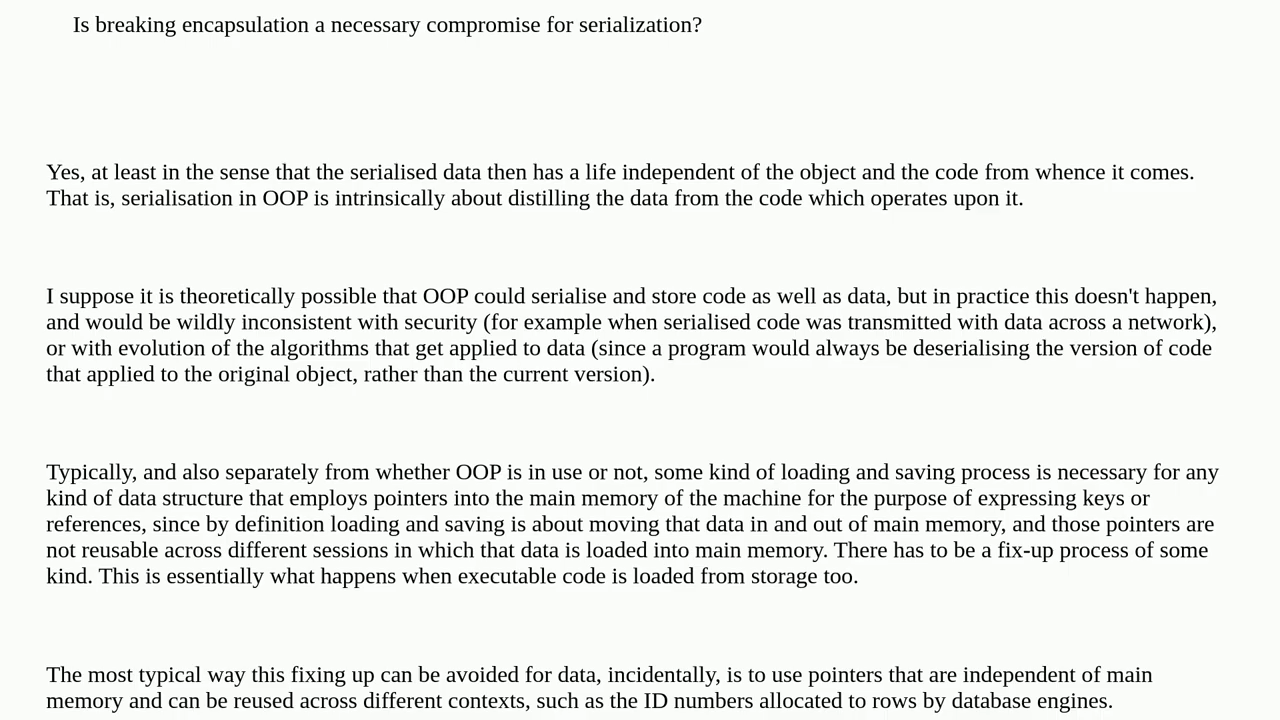 Is breaking encapsulation a necessary compromise for serialization?
Yes, at least in the sense that the serialised data then has a life independent of the object and the code from whence it comes.
That is, serialisation in OOP is intrinsically about distilling the data from the code which operates upon it.
I suppose it is theoretically possible that OOP could serialise and store code as well as data, but in practice this doesn't happen,
and would be wildly inconsistent with security (for example when serialised code was transmitted with data across a network),
or with evolution of the algorithms that get applied to data (since a program would always be deserialising the version of code
that applied to the original object, rather than the current version).
Typically, and also separately from whether OOP is in use or not, some kind of loading and saving process is necessary for any
kind of data structure that employs pointers into the main memory of the machine for the purpose of expressing keys or
references, since by definition loading and saving is about moving that data in and out of main memory, and those pointers are
not reusable across different sessions in which that data is loaded into main memory. There has to be a fix-up process of some
kind. This is essentially what happens when executable code is loaded from storage too.
The most typical way this fixing up can be avoided for data, incidentally, is to use pointers that are independent of main
memory and can be reused across different contexts, such as the ID numbers allocated to rows by database engines.